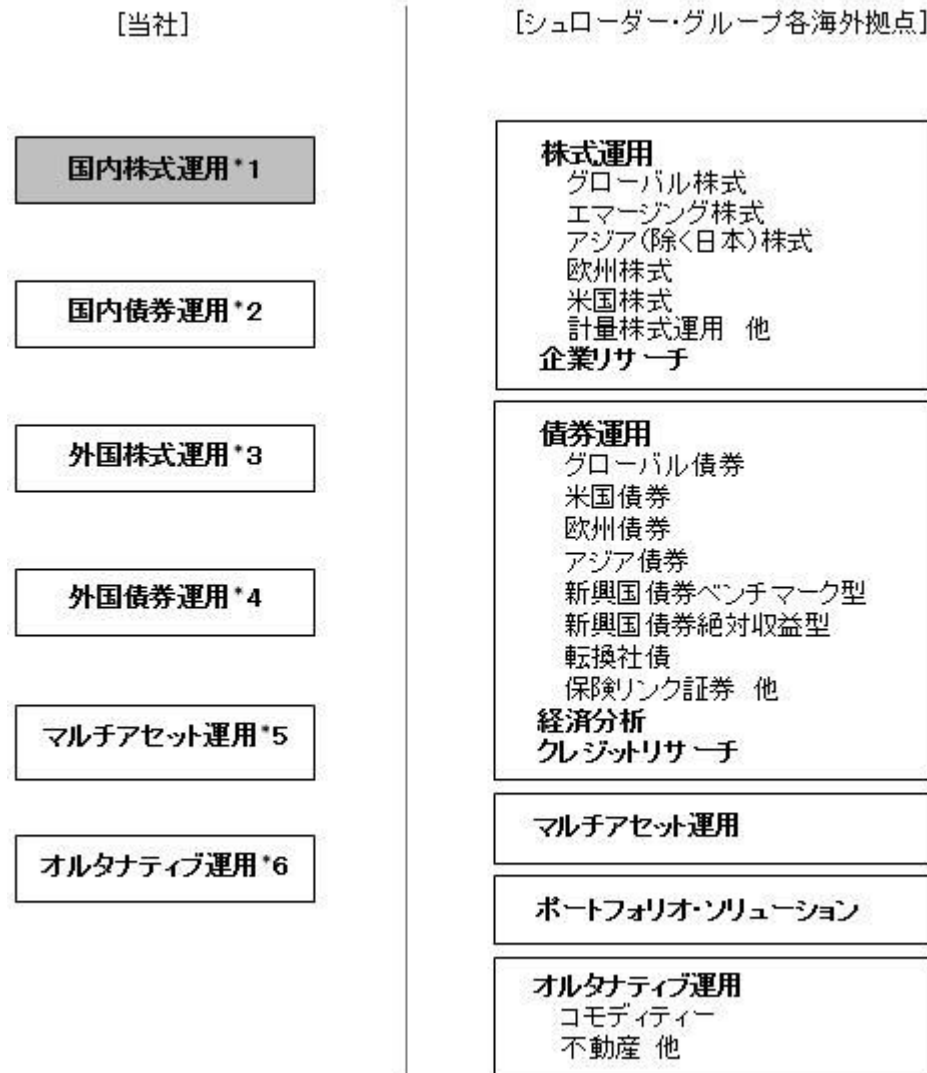 [当社]
国内株式運用*1
国内債券運用*2
外国株式運用*3
外国債券運用*4
マルチアセット運用*5
オルタナティブ運用*6
[シュローダー・グループ各海外拠点]
株式運用
グローバル株式
エマージング株式
アジア(除く日本)株式
欧州株式
米国株式
計量株式運用 他
企業リサーチ
債券運用
グローバル債券
米国債券
欧州債券
アジア債券
新興国債券ベンチマーク型
新興国債券絶対収益型
転換社債
保険リンク証券 他
経済分析
クレジットリサーチ
マルチアセット運用
ポートフォリオ・ソリューション
オルタナティブ運用
コモディティー
不動産 他